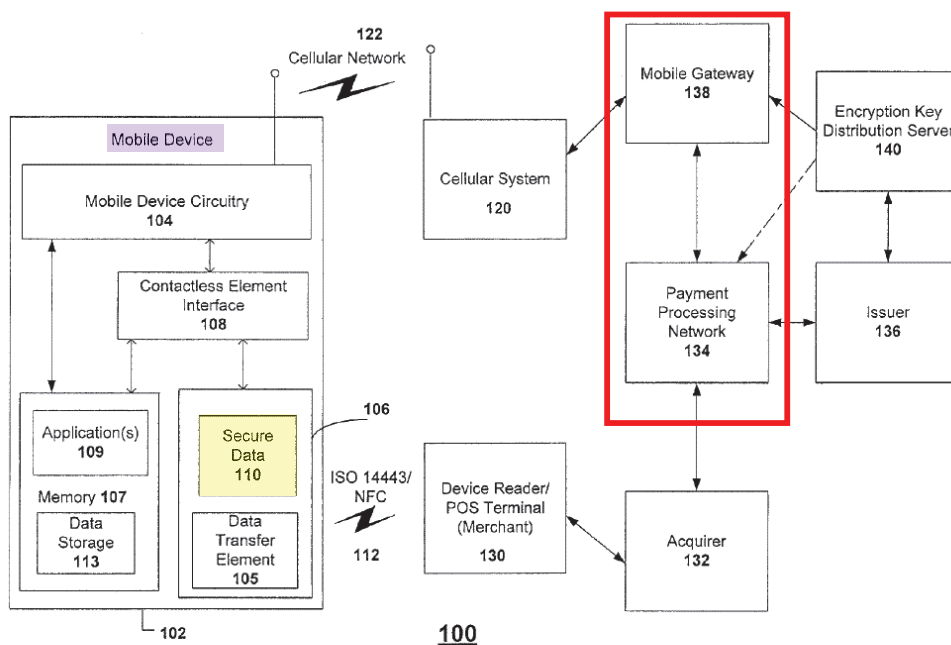 122
Cellular Network
Mobile Device
Mobile Device Circuitry
104
Contactless Element
Interface
108
Application(s)
109
Memory 107
Data
Storage
113
106
Secure
Data
110
Data
Transfer
Element
105
102
ISO 14443/
NFC
112
Cellular System
120
Device Reader/
POS Terminal
(Merchant)
130
Mobile Gateway
138
Encryption Key
Distribution Server
140
Payment
Processing
Network
134
Issuer
136
Acquirer
132
100